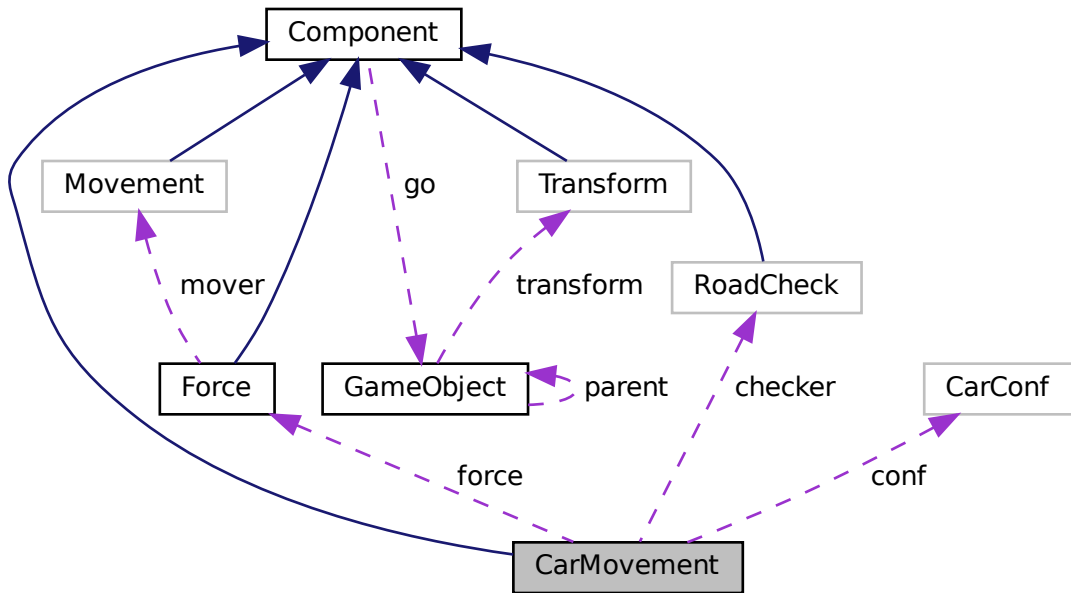 Component
Movement
go
Transform
mover
transform
RoadCheck
Force
GameObject
parent
checker
CarConf
force
conf
CarMovement